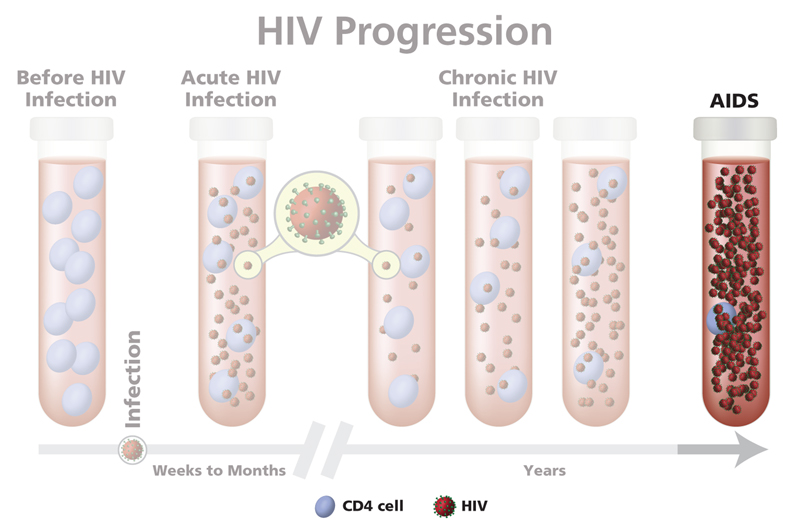 HIV Progression
Before HIV
Infection
Acute HIV
Infection
Chronic HIV
Infection
AIDS
Infection
Weeks to Months
Years
CD4 cell
HIV